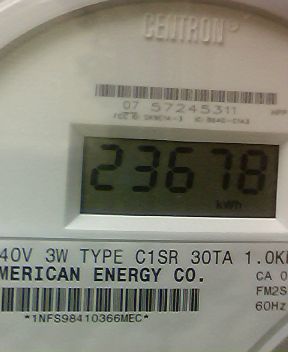 CENTRON
07 57245311
23678
kWh
40V 3W TYPE C1SR 30TA 1.0K
MERICAN ENERGY CO.
CA 0
FM2S
60Hz
*1NFS98410366MEC*